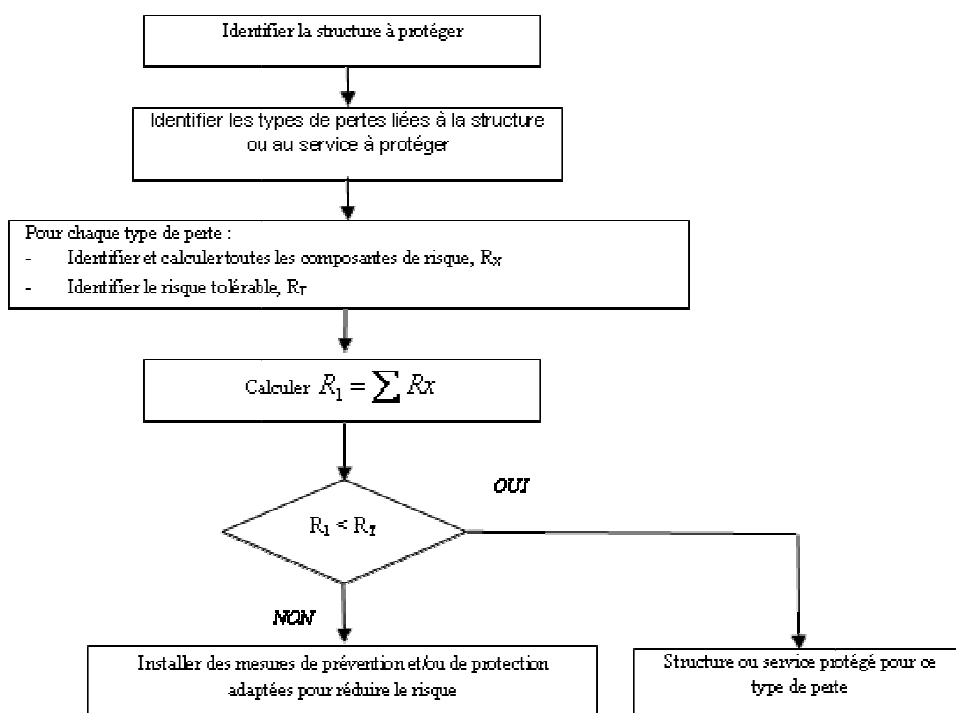 Identifier la structure à protéger
Identifier les types de pertes liées à la structure
ou au service à protéger
Pour chaque type de perte :
- Identifier et calculer toutes les composantes de risque, RX
- Identifier le risque tolérable, RT
Calculer R1 = ∑ Rx
OUI
R1 < RT
NON
Installer des mesures de prévention et/ou de protection
adaptées pour réduire le risque
Structure ou service protégé pour ce
type de perte